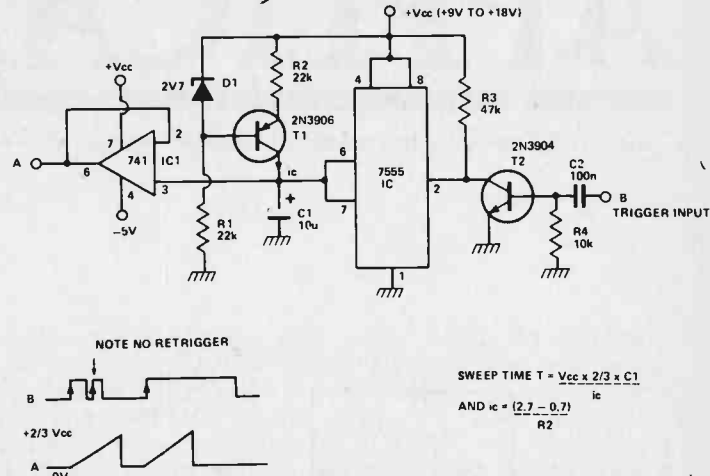 +Vcc (+9V TO +18V)
+Vcc
2V7
D1
R2
22k
4
8
R3
47k
7
2
2N3906
T1
A
6
741
IC1
3
4
-5V
ic
6
7
7555
IC
2
2N3904
T2
C2
100n
B
TRIGGER INPUT
R1
22k
+
C1
10u
R4
10k
1
NOTE NO RETRIGGER
B
+2/3 Vcc
A
0V
SWEEP TIME T = Vcc x 2/3 x C1
ic
AND ic = (2.7 - 0.7)
R2